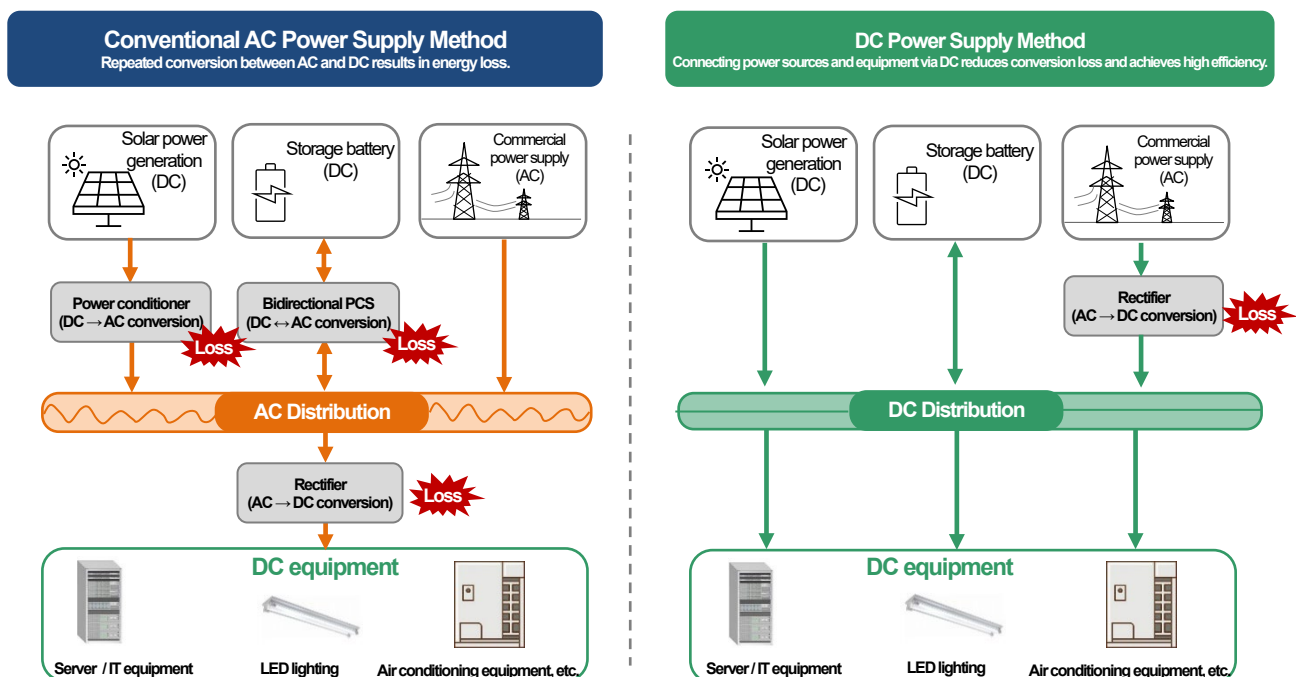 Conventional AC Power Supply Method
Repeated conversion between AC and DC results in energy loss.
Solar power
generation
(DC)
Storage battery
(DC)
Commercial
power supply
(AC)
Power conditioner
(DC → AC conversion)
Loss
Bidirectional PCS
(DC ↔ AC conversion)
Loss
AC Distribution
Rectifier
(AC → DC conversion)
Loss
DC equipment
Server / IT equipment
LED lighting
Air conditioning equipment, etc.
DC Power Supply Method
Connecting power sources and equipment via DC reduces conversion loss and achieves high efficiency.
Solar power
generation
(DC)
Storage battery
(DC)
Commercial
power supply
(AC)
Rectifier
(AC → DC conversion)
Loss
DC Distribution
DC equipment
Server / IT equipment
LED lighting
Air conditioning equipment, etc.